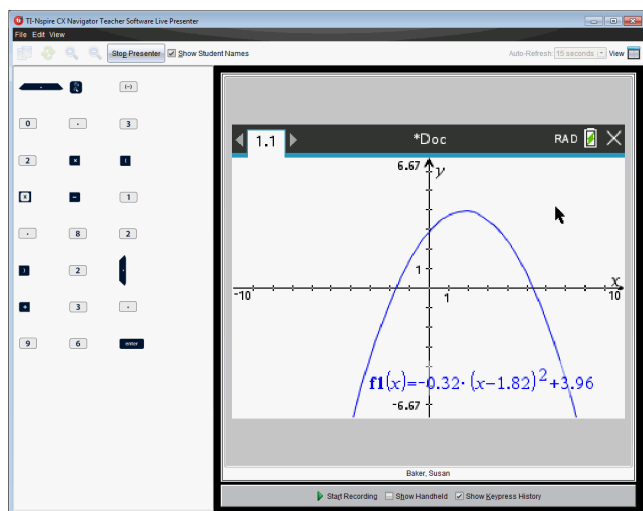 TI-Nspire CX Navigator Teacher Software Live Presenter
File Edit View
Stop Presenter Show Student Names Auto-Refresh: 15 seconds View
(−)
0 . 3
2 × (
x − 1
. 8 2
) 2
+ 3 .
9 6 enter
1.1 *Doc RAD
6.67 y
1
-10 1 x 10
f1(x)=-0.32·(x-1.82)²+3.96
-6.67
Baker, Susan
Start Recording Show Handheld Show Keypress History